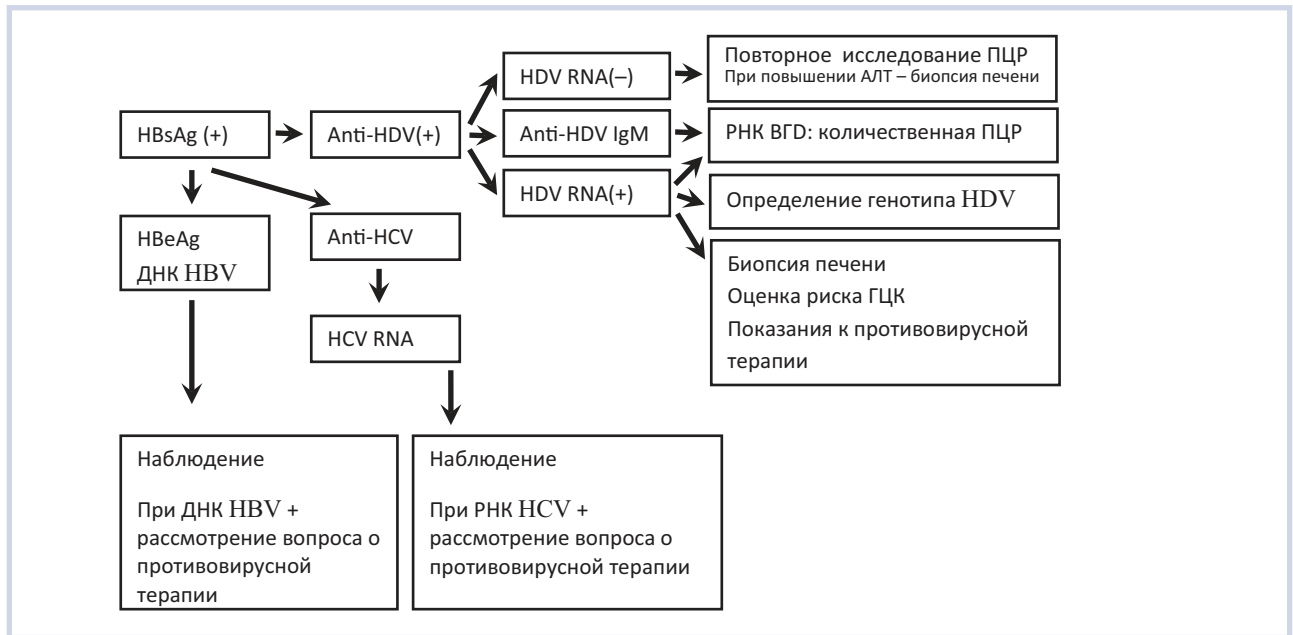 HBsAg (+)
Anti-HDV(+)
HDV RNA(–)
Anti-HDV IgM
HDV RNA(+)
Повторное исследование ПЦР
При повышении АЛТ – биопсия печени
РНК ВГD: количественная ПЦР
Определение генотипа HDV
Биопсия печени
Оценка риска ГЦК
Показания к противовирусной
терапии
HBeAg
ДНК HBV
Anti-HCV
HCV RNA
Наблюдение
При ДНК HBV +
рассмотрение вопроса о
противовирусной
терапии
Наблюдение
При РНК HCV +
рассмотрение вопроса о
противовирусной терапии